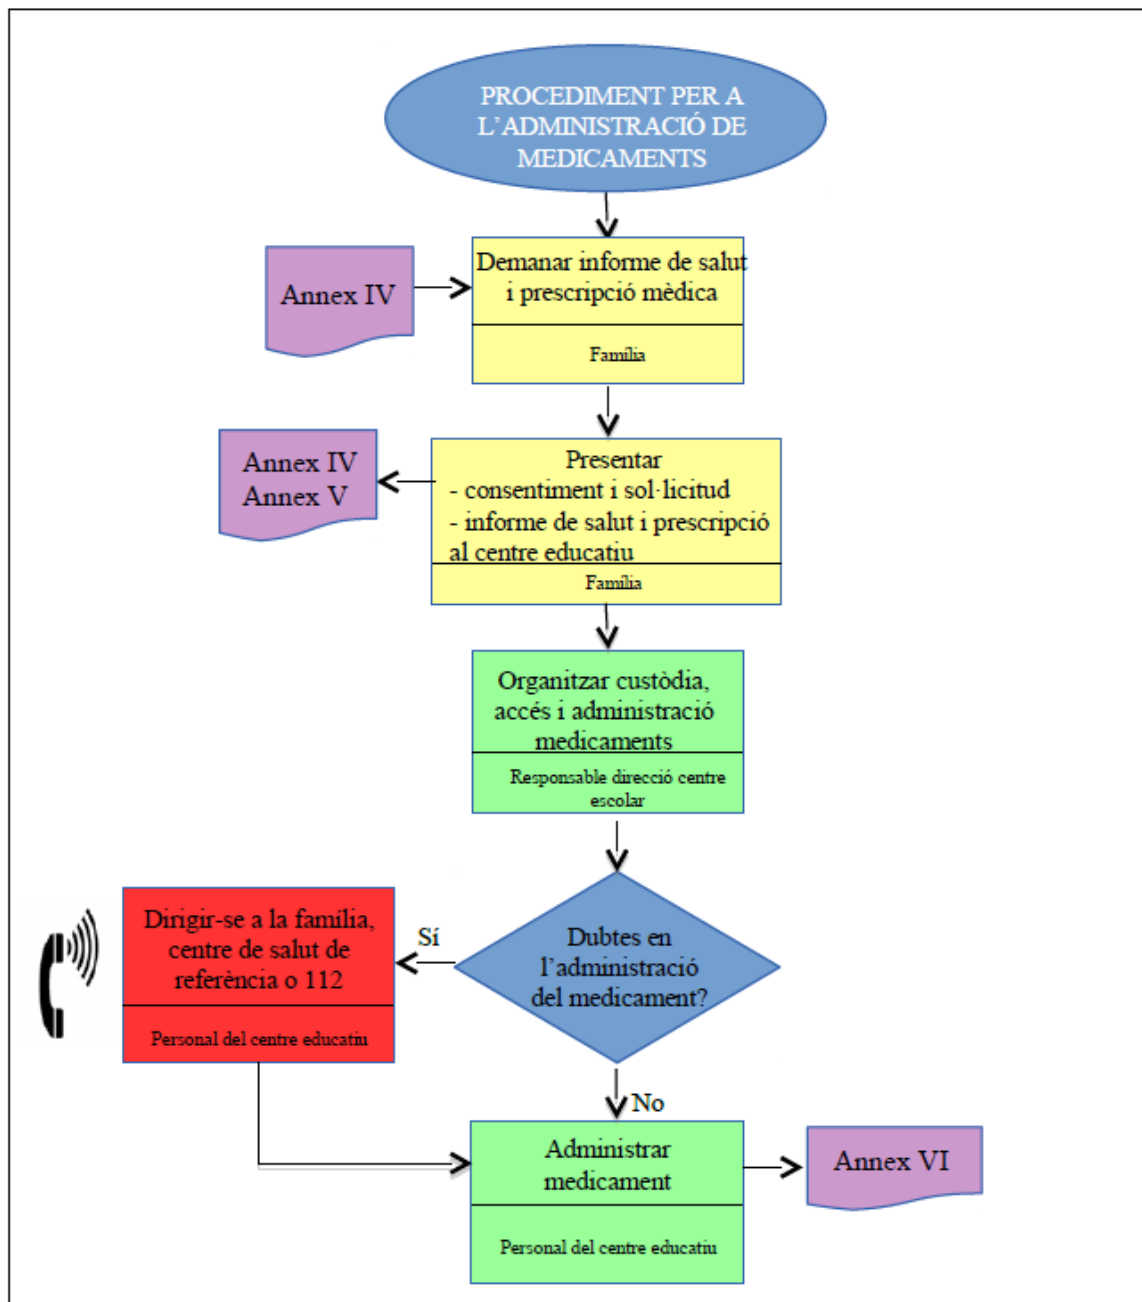 PROCEDIMENT PER A
L’ADMINISTRACIÓ DE
MEDICAMENTS
Annex IV
Demanar informe de salut
i prescripció mèdica
Família
Annex IV
Annex V
Presentar
- consentiment i sol·licitud
- informe de salut i prescripció
al centre educatiu
Família
Organitzar custòdia,
accés i administració
medicaments
Responsable direcció centre
escolar
Dubtes en
l’administració
del medicament?
Sí
Dirigir-se a la família,
centre de salut de
referència o 112
Personal del centre educatiu
No
Administrar
medicament
Personal del centre educatiu
Annex VI